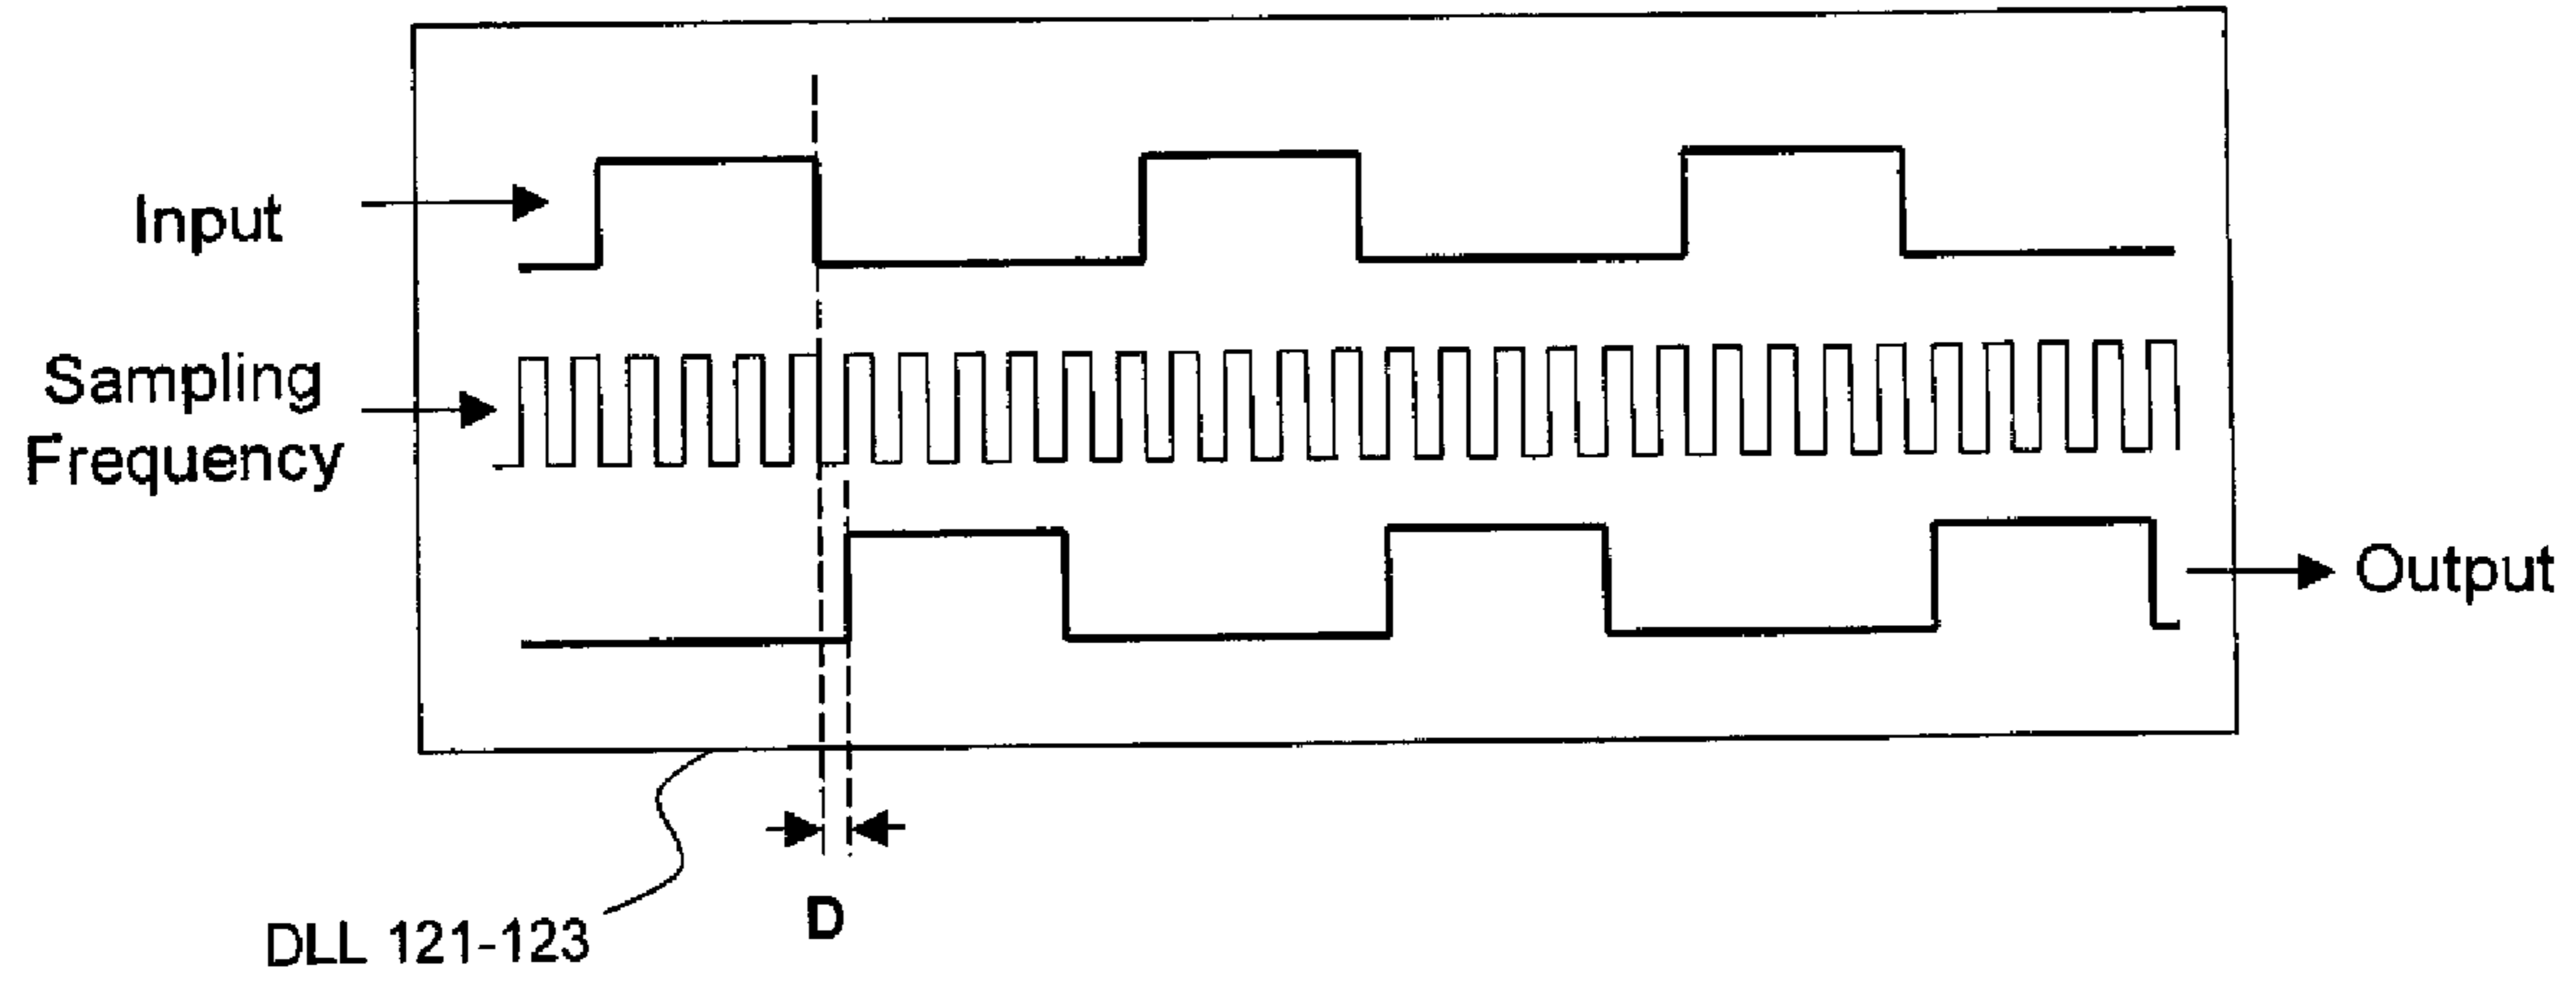 Input
Sampling
Frequency
Output
D
DLL 121-123